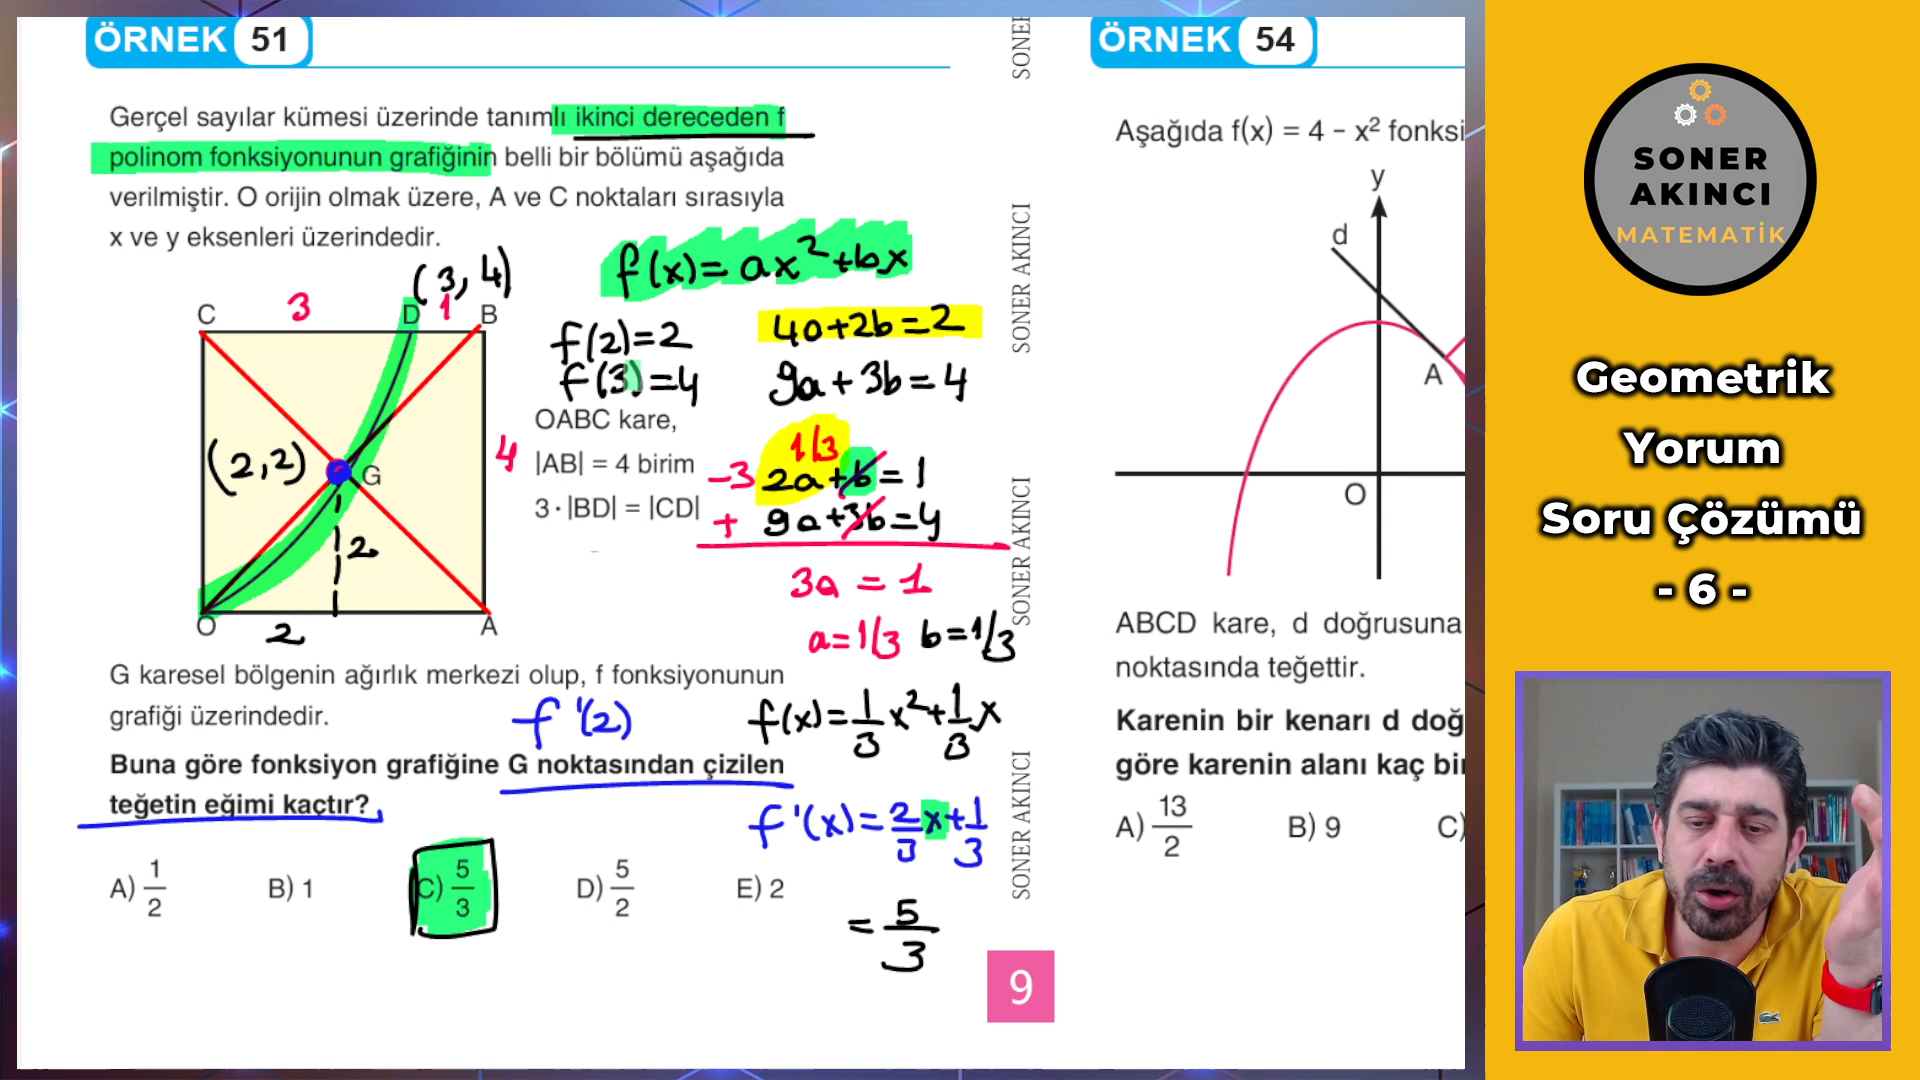 ÖRNEK 51
Gerçel sayılar kümesi üzerinde tanımlı ikinci dereceden f
polinom fonksiyonunun grafiğinin belli bir bölümü aşağıda
verilmiştir. O orijin olmak üzere, A ve C noktaları sırasıyla
x ve y eksenleri üzerindedir.
f(x)=ax²+bx
(3,4)
C 3 D 1 B
f(2)=2 4a+2b=2
f(3)=4 9a+3b=4
OABC kare,
|AB| = 4 birim
3·|BD| = |CD|
4
(2,2)
G
2
O 2 A
1/3
-3 2a+b=1
+ 9a+3b=4
3a=1
a=1/3 b=1/3
G karesel bölgenin ağırlık merkezi olup, f fonksiyonunun
grafiği üzerindedir.
f'(2)
f(x)=1/3x²+1/3x
Buna göre fonksiyon grafiğine G noktasından çizilen
teğetin eğimi kaçtır?
f'(x)=2/3x+1/3
=5/3
A) 1/2 B) 1 C) 5/3 D) 5/2 E) 2
9
SONER AKINCI
SONER AKINCI
SONER AKINCI
ÖRNEK 54
Aşağıda f(x) = 4 - x²
y
d
A
O
ABCD kare, d doğrusuna
noktasında teğettir.
Karenin bir kenarı d
göre karenin alanı kaç
A) 13/2 B) 9 C)
SONER
AKINCI
MATEMATİK
Geometrik
Yorum
Soru Çözümü
- 6 -